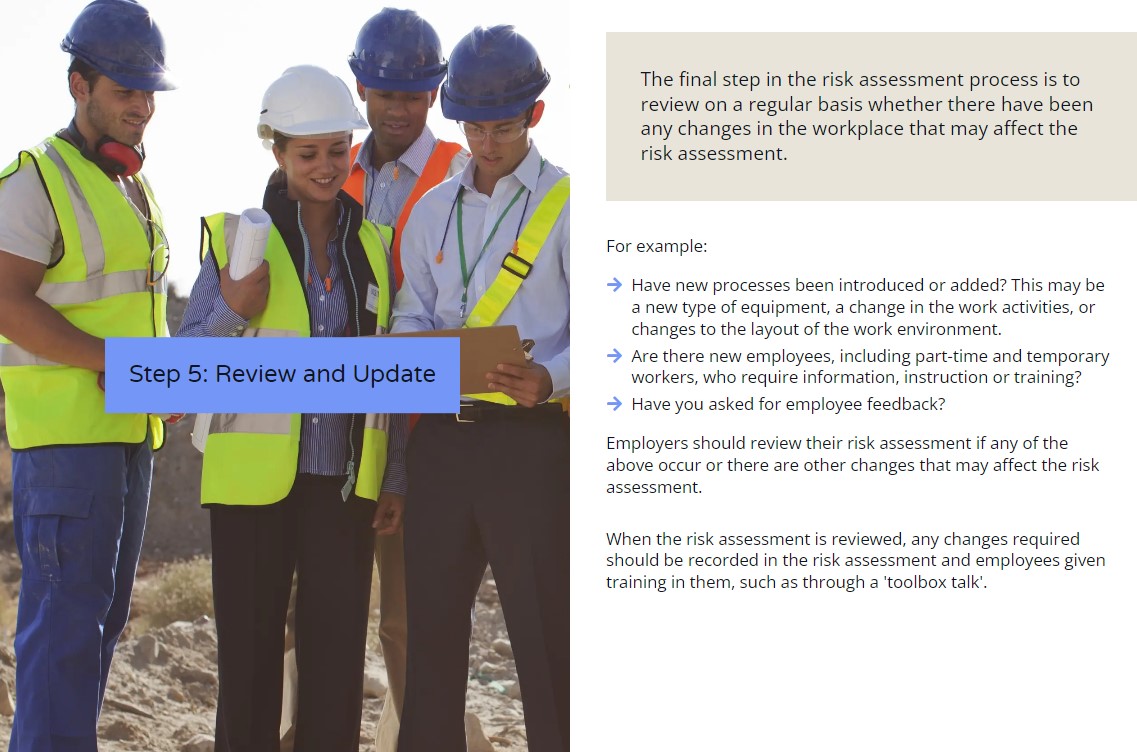 Step 5: Review and Update
The final step in the risk assessment process is to
review on a regular basis whether there have been
any changes in the workplace that may affect the
risk assessment.
For example:
Have new processes been introduced or added? This may be
a new type of equipment, a change in the work activities, or
changes to the layout of the work environment.
Are there new employees, including part-time and temporary
workers, who require information, instruction or training?
Have you asked for employee feedback?
Employers should review their risk assessment if any of the
above occur or there are other changes that may affect the risk
assessment.
When the risk assessment is reviewed, any changes required
should be recorded in the risk assessment and employees given
training in them, such as through a 'toolbox talk'.